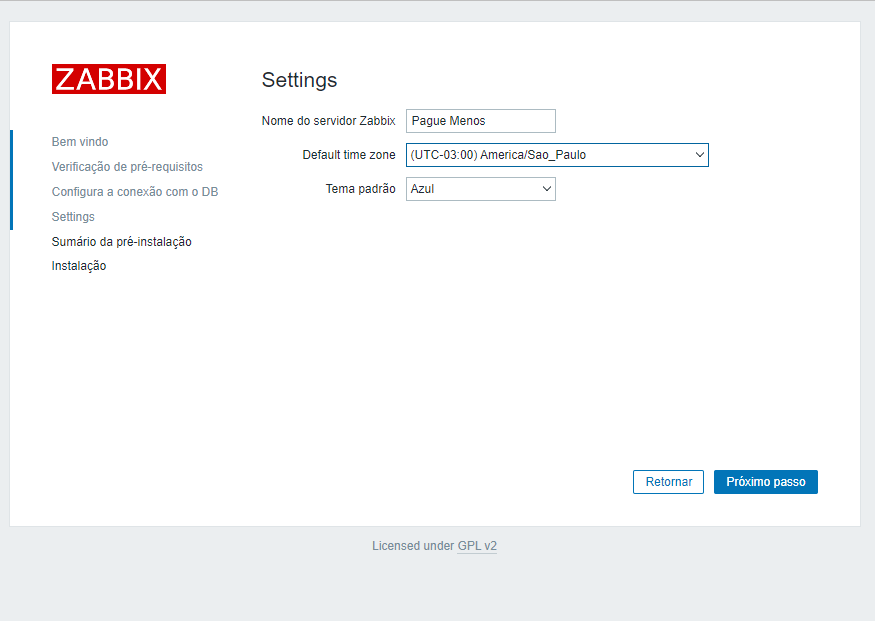 ZABBIX
Bem vindo
Verificação de pré-requisitos
Configura a conexão com o DB
Settings
Sumário da pré-instalação
Instalação
Settings
Nome do servidor Zabbix Pague Menos
Default time zone (UTC-03:00) America/Sao_Paulo
Tema padrão Azul
Retornar Próximo passo
Licensed under GPL v2